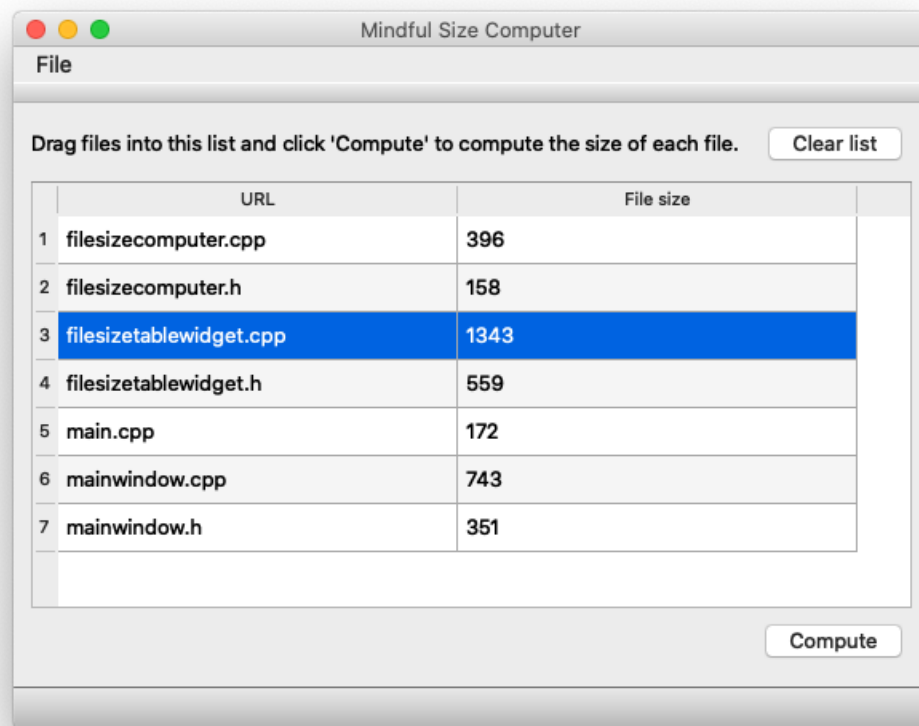 Mindful Size Computer
File
Drag files into this list and click 'Compute' to compute the size of each file. Clear list
URL File size
1 filesizecomputer.cpp 396
2 filesizecomputer.h 158
3 filesizetablewidget.cpp 1343
4 filesizetablewidget.h 559
5 main.cpp 172
6 mainwindow.cpp 743
7 mainwindow.h 351
Compute